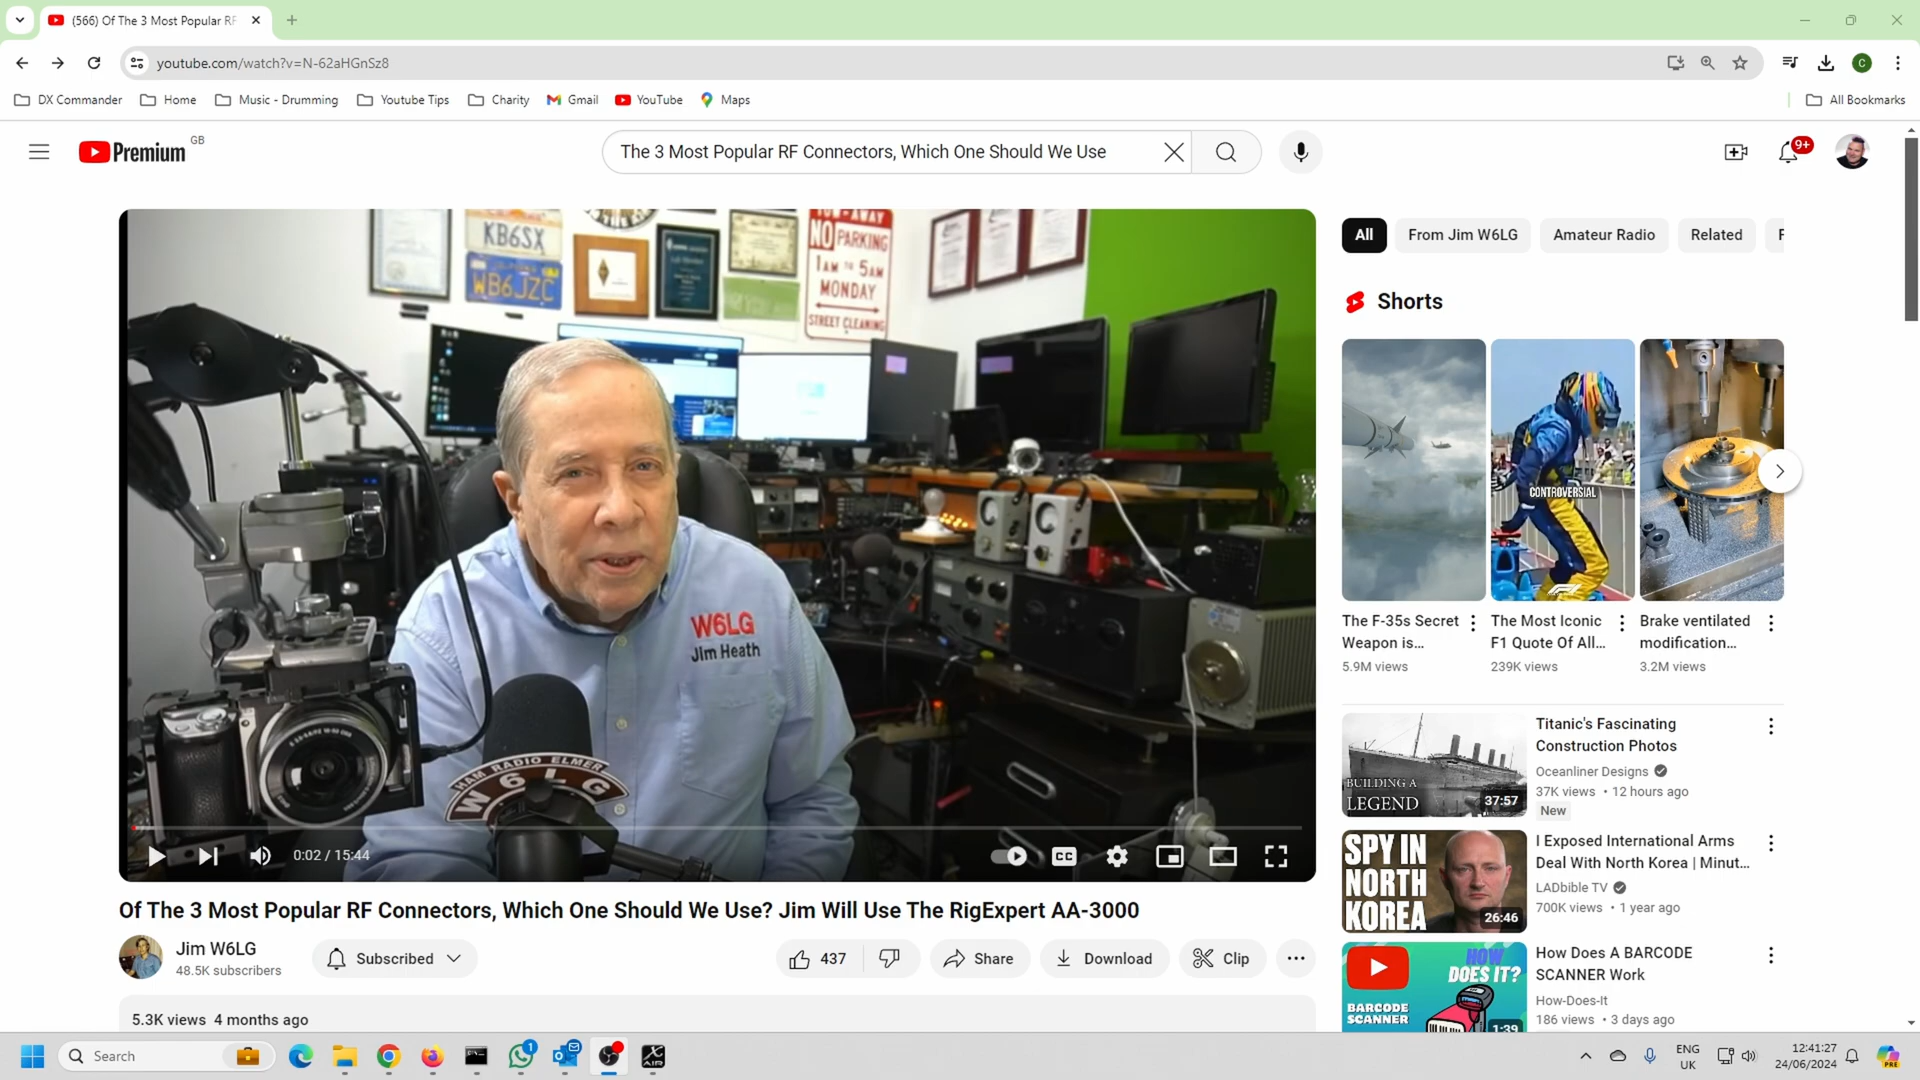 (566) Of The 3 Most Popular RF
youtube.com/watch?v=N-62aHGnSz8
DX Commander
Home
Music - Drumming
Youtube Tips
Charity
Gmail
YouTube
Maps
All Bookmarks
Premium
GB
The 3 Most Popular RF Connectors, Which One Should We Use
9+
KB6SX
WB6JZC
NO PARKING
1AM TO 5AM
MONDAY
STREET CLEANING
W6LG
Jim Heath
HAM RADIO ELMER
W6LG
0:02 / 15:44
CC
All
From Jim W6LG
Amateur Radio
Related
Shorts
CONTROVERSIAL
The F-35s Secret
Weapon is...
5.9M views
The Most Iconic
F1 Quote Of All...
239K views
Brake ventilated
modification...
3.2M views
BUILDING A
LEGEND
37:57
Titanic's Fascinating
Construction Photos
Oceanliner Designs
37K views • 12 hours ago
New
SPY IN
NORTH
KOREA
26:46
I Exposed International Arms
Deal With North Korea | Minut...
LADbible TV
700K views • 1 year ago
HOW
DOES IT?
BARCODE
SCANNER
1:39
How Does A BARCODE
SCANNER Work
How-Does-It
186 views • 3 days ago
Of The 3 Most Popular RF Connectors, Which One Should We Use? Jim Will Use The RigExpert AA-3000
Jim W6LG
48.5K subscribers
Subscribed
437
Share
Download
Clip
5.3K views 4 months ago
Search
1
AIR
ENG
UK
12:41:27
24/06/2024
PRE